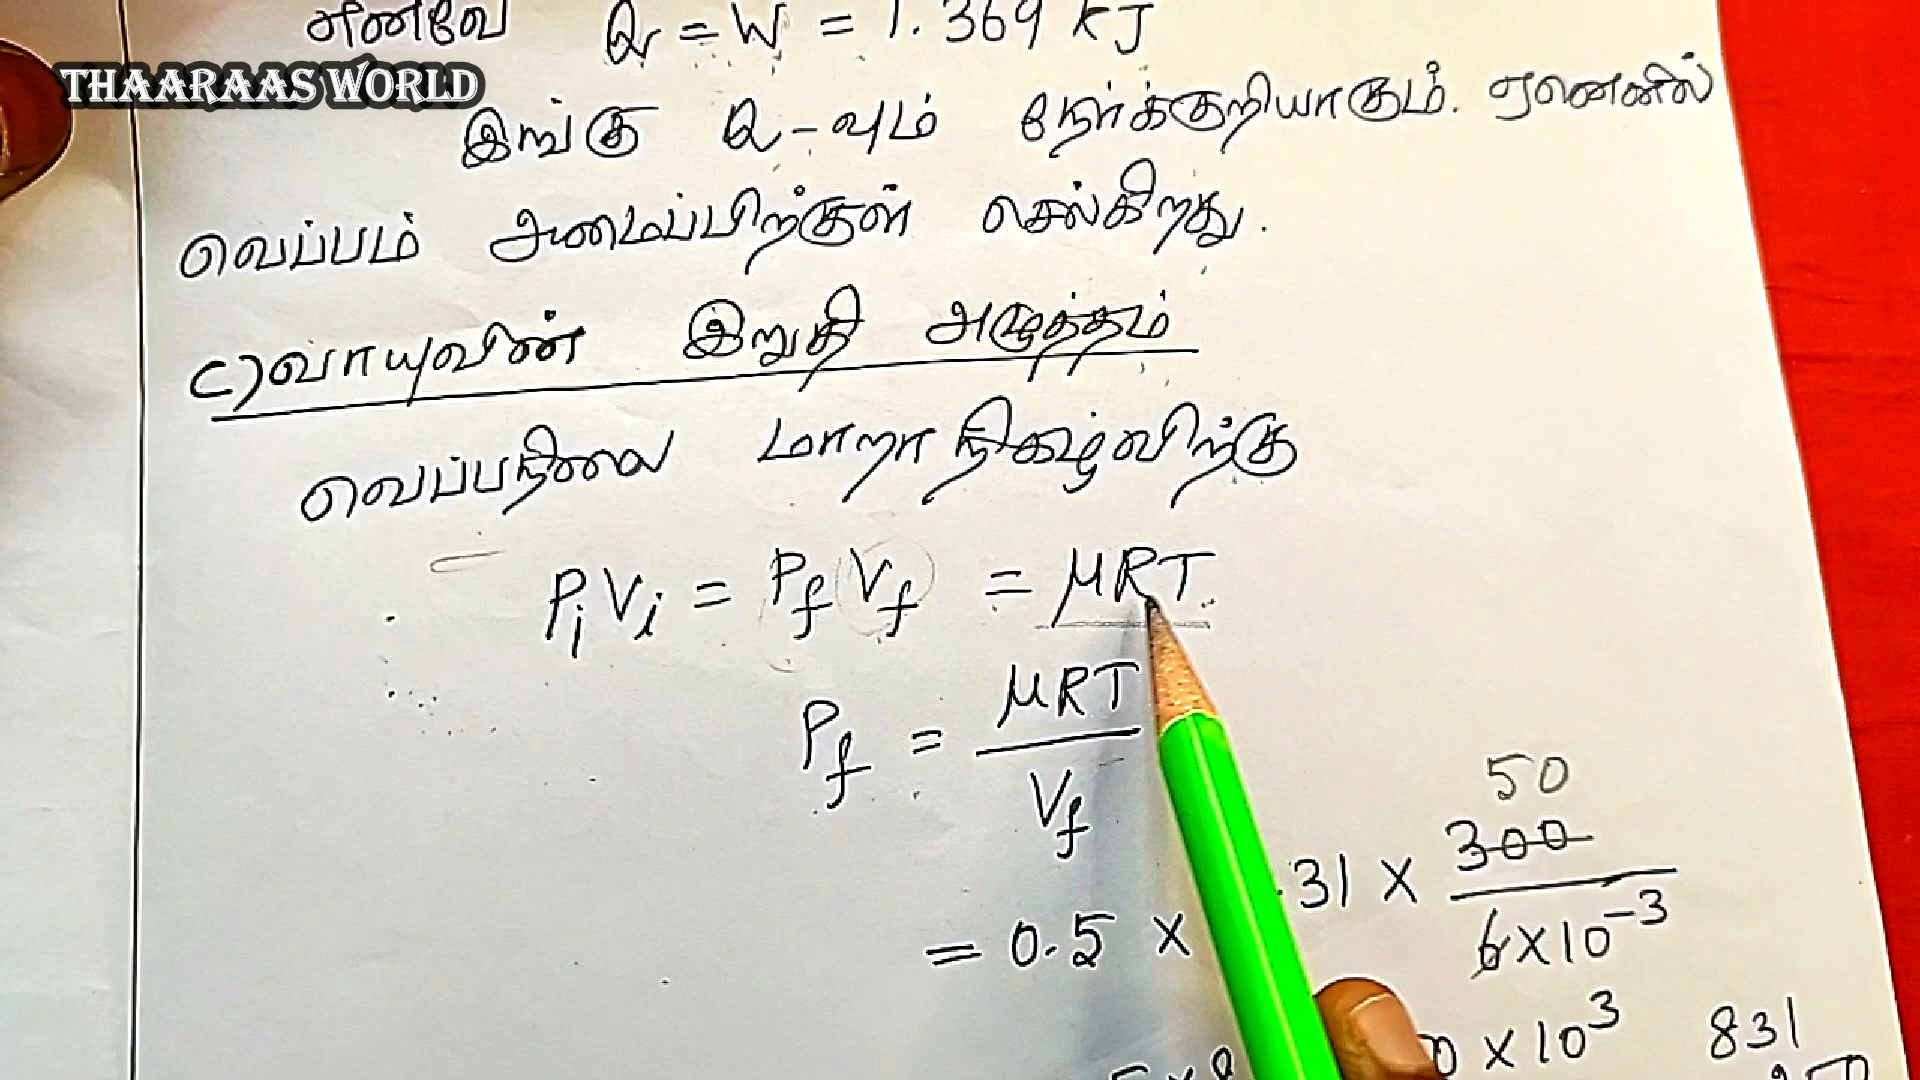 எனவே Q = W = 1.369 KJ
THAARAAS WORLD
இங்கு Q-வும் நேர்க்குறியாகும். ஏனெனில்
வெப்பம் அமைப்பிற்குள் செல்கிறது.
c) வாயுவின் இறுதி அழுத்தம்
வெப்பநிலை மாறா நிகழ்விற்கு
PiVi = PfVf = μRT
Pf = μRT / Vf
50
= 0.5 × .31 × 300 / 6×10⁻³
×10³ 831